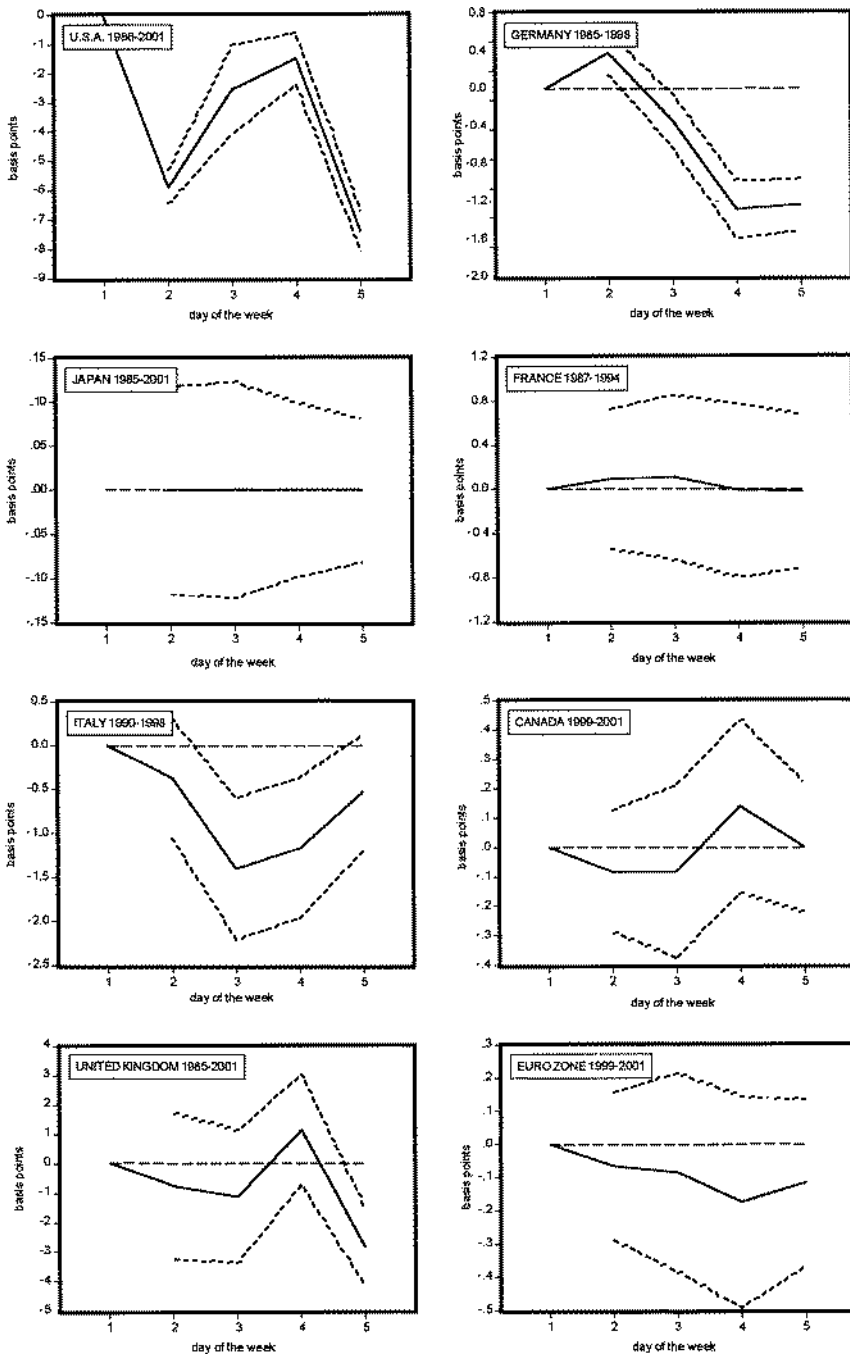 U.S.A. 1986-2001
basis points
0
-1
-2
-3
-4
-5
-6
-7
-8
-9
1 2 3 4 5
day of the week
GERMANY 1985-1998
basis points
0.8
0.4
0.0
-0.4
-0.8
-1.2
-1.6
-2.0
1 2 3 4 5
day of the week
JAPAN 1985-2001
basis points
.15
.10
.05
.00
-.05
-.10
-.15
1 2 3 4 5
day of the week
FRANCE 1987-1994
basis points
1.2
0.8
0.4
0.0
-0.4
-0.8
-1.2
1 2 3 4 5
day of the week
ITALY 1990-1998
basis points
0.5
0.0
-0.5
-1.0
-1.5
-2.0
-2.5
1 2 3 4 5
day of the week
CANADA 1999-2001
basis points
.5
.4
.3
.2
.1
.0
-.1
-.2
-.3
-.4
1 2 3 4 5
day of the week
UNITED KINGDOM 1985-2001
basis points
4
3
2
1
0
-1
-2
-3
-4
-5
1 2 3 4 5
day of the week
EURO ZONE 1999-2001
basis points
.3
.2
.1
.0
-.1
-.2
-.3
-.4
-.5
1 2 3 4 5
day of the week